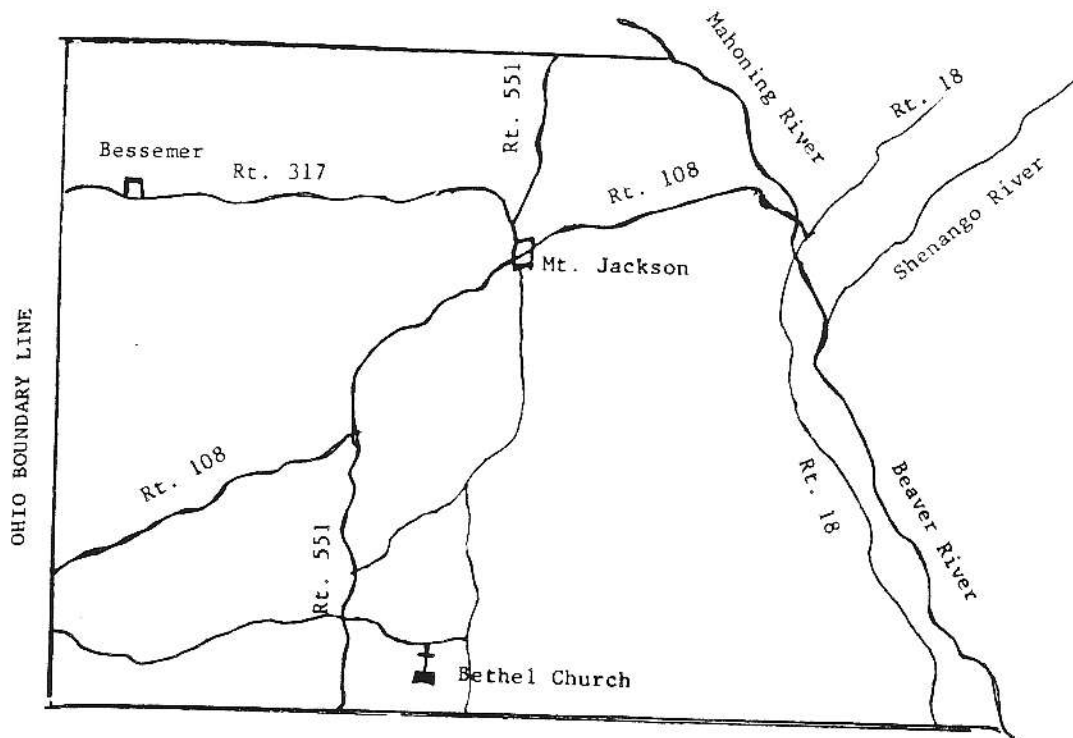 Mahoning River
Rt. 18
Rt. 551
Bessemer
Rt. 317
Rt. 108
Shenango River
Mt. Jackson
OHIO BOUNDARY LINE
Rt. 108
Rt. 18
Beaver River
Rt. 551
Bethel Church